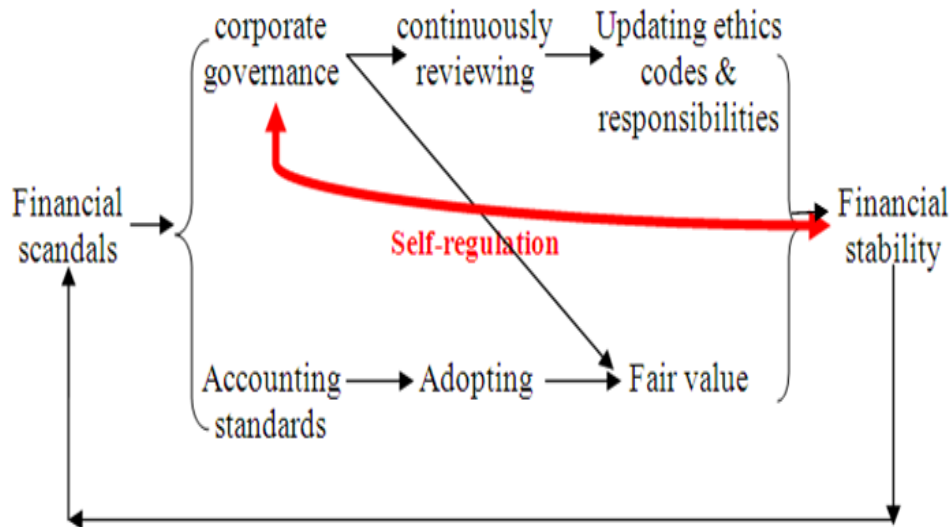 corporate
governance
continuously
reviewing
Updating ethics
codes &
responsibilities
Financial
scandals
Self-regulation
Financial
stability
Accounting
standards
Adopting
Fair value